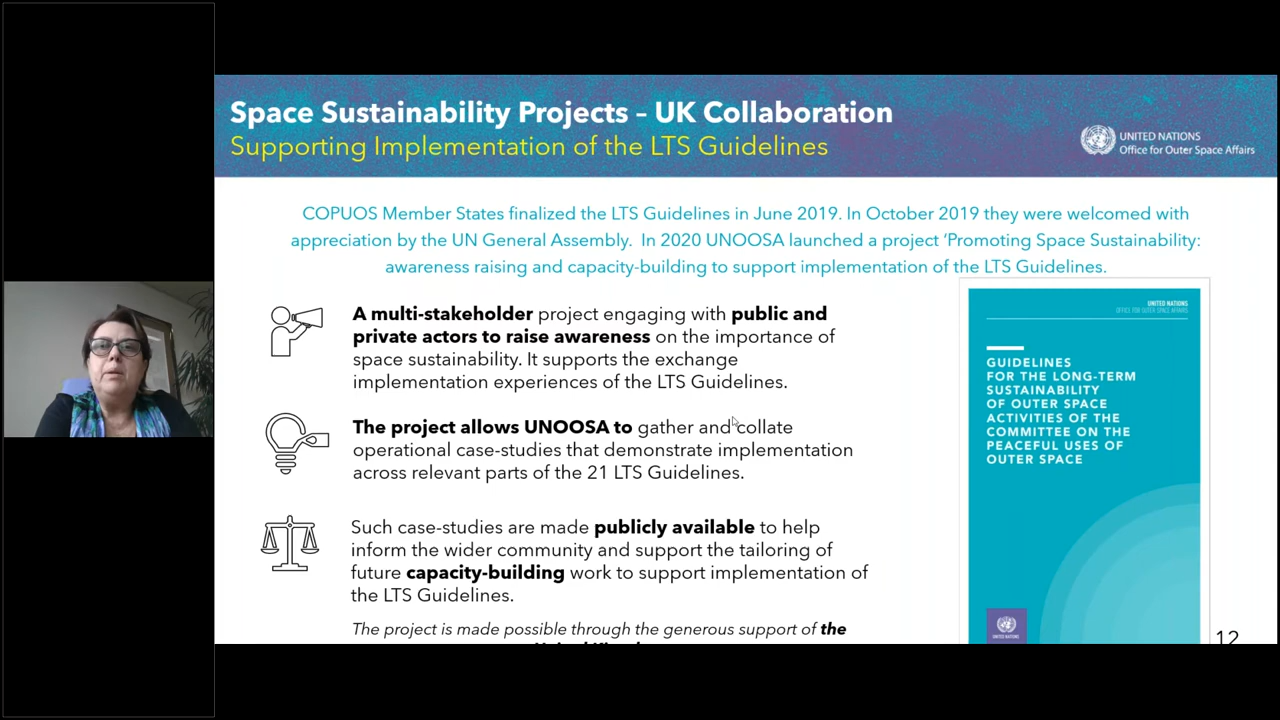 Space Sustainability Projects – UK Collaboration
Supporting Implementation of the LTS Guidelines
UNITED NATIONS
Office for Outer Space Affairs
COPUOS Member States finalized the LTS Guidelines in June 2019. In October 2019 they were welcomed with
appreciation by the UN General Assembly.  In 2020 UNOOSA launched a project ‘Promoting Space Sustainability:
awareness raising and capacity-building to support implementation of the LTS Guidelines.
A multi-stakeholder project engaging with public and
private actors to raise awareness on the importance of
space sustainability. It supports the exchange
implementation experiences of the LTS Guidelines.
The project allows UNOOSA to gather and collate
operational case-studies that demonstrate implementation
across relevant parts of the 21 LTS Guidelines.
Such case-studies are made publicly available to help
inform the wider community and support the tailoring of
future capacity-building work to support implementation of
the LTS Guidelines.
The project is made possible through the generous support of the
UNITED NATIONS
OFFICE FOR OUTER SPACE AFFAIRS
GUIDELINES
FOR THE LONG-TERM
SUSTAINABILITY
OF OUTER SPACE
ACTIVITIES OF THE
COMMITTEE ON THE
PEACEFUL USES OF
OUTER SPACE
UNITED NATIONS
12